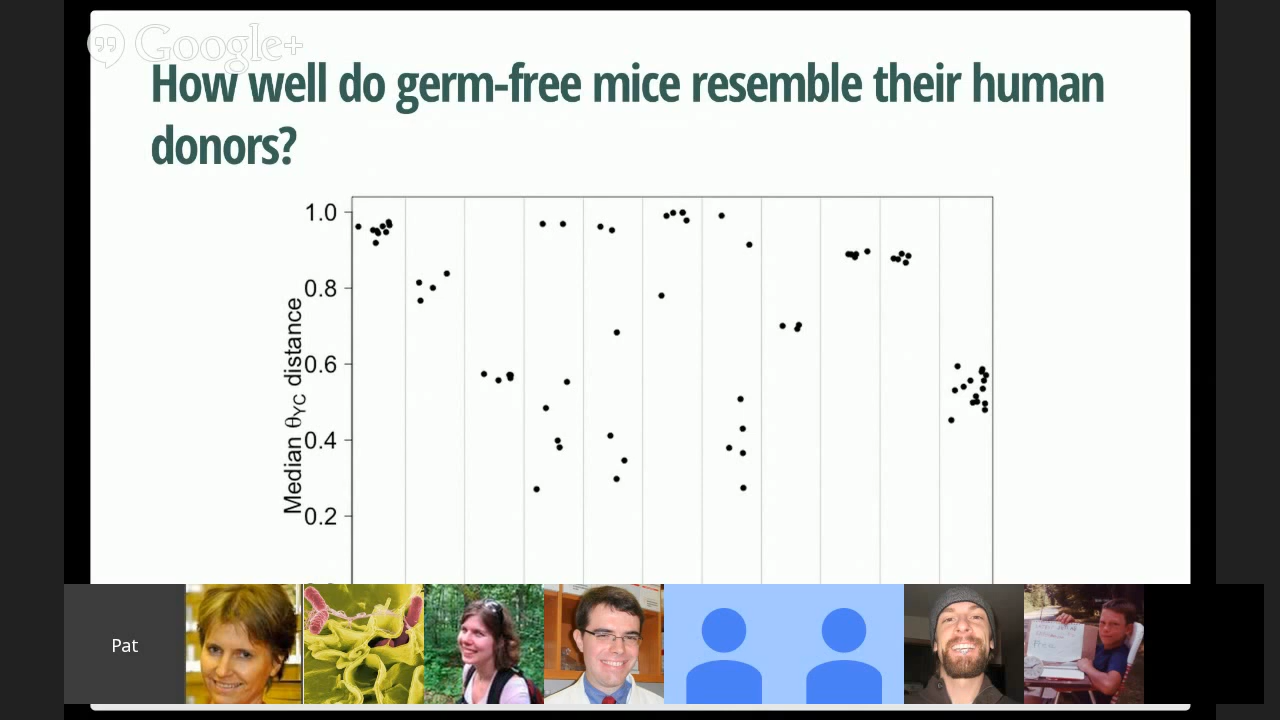 Google+
How well do germ-free mice resemble their human
donors?
1.0
0.8
0.6
0.4
0.2
Median θYC distance
Pat